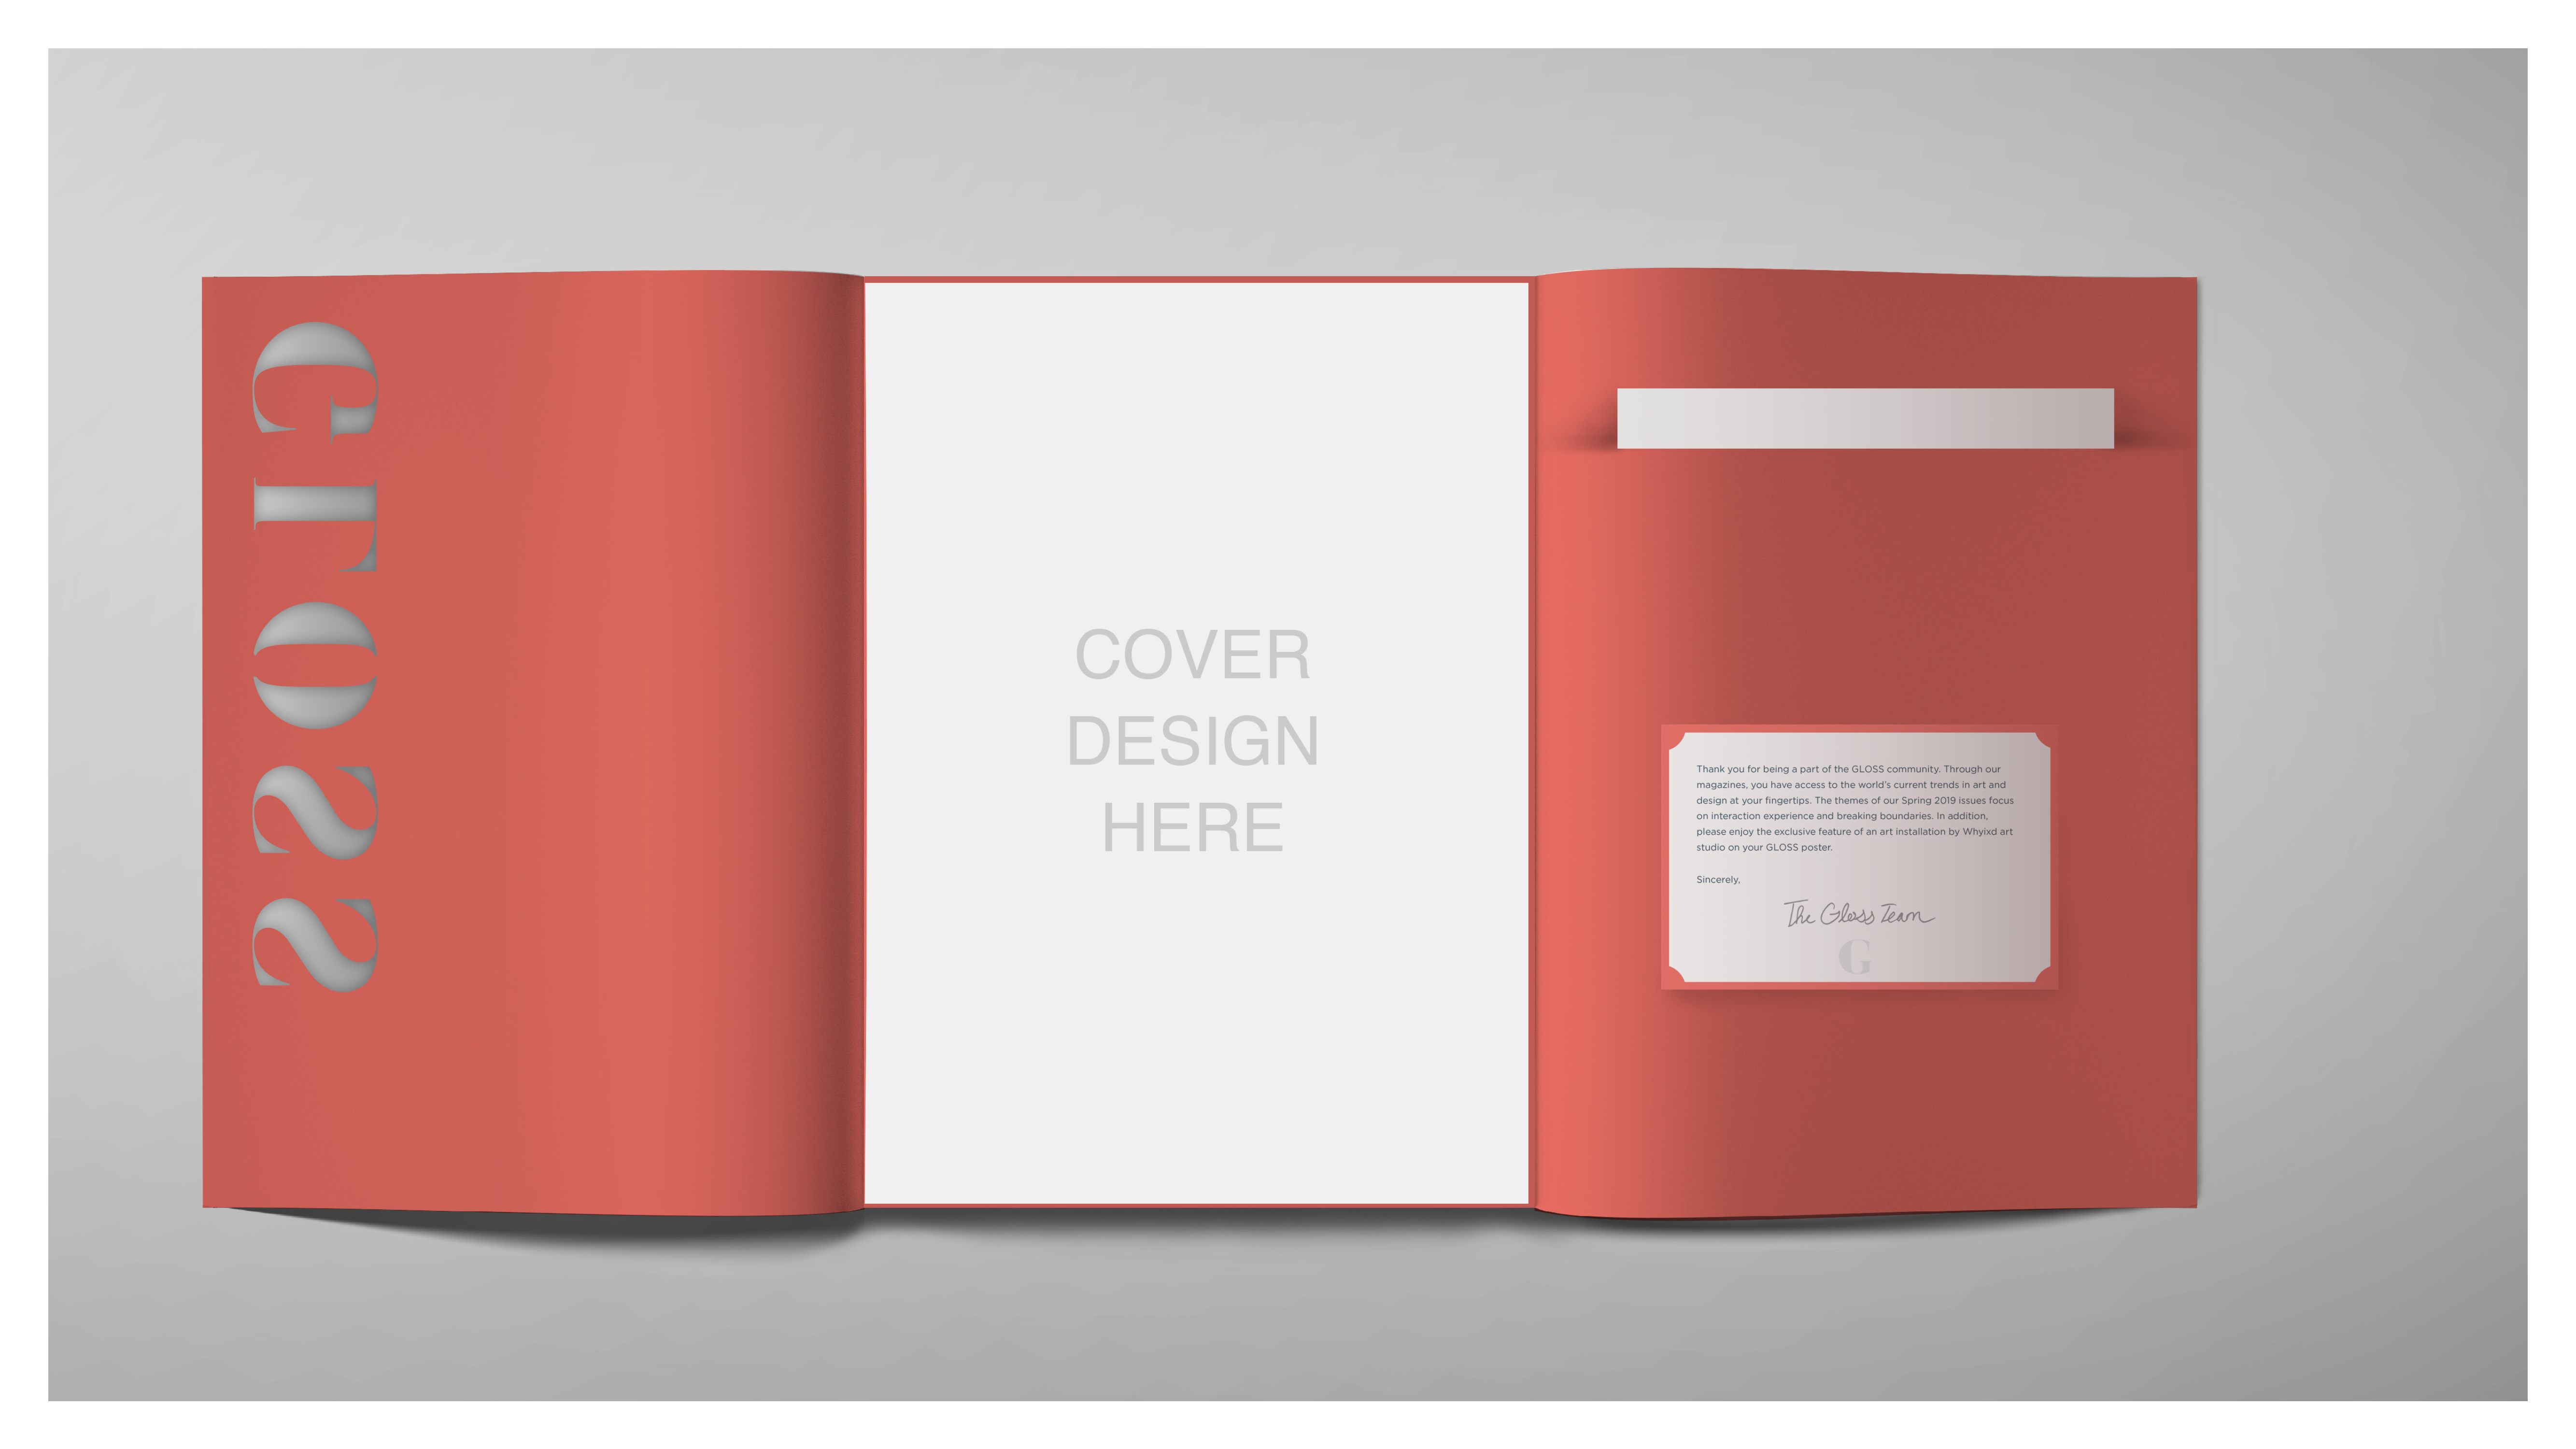 GLOSS
COVER
DESIGN
HERE
Thank you for being a part of the GLOSS community. Through our
magazines, you have access to the world's current trends in art and
design at your fingertips. The themes of our Spring 2019 issues focus
on interaction experience and breaking boundaries. In addition,
please enjoy the exclusive feature of an art installation by Whyixd art
studio on your GLOSS poster.
Sincerely,
The Gloss Team
G